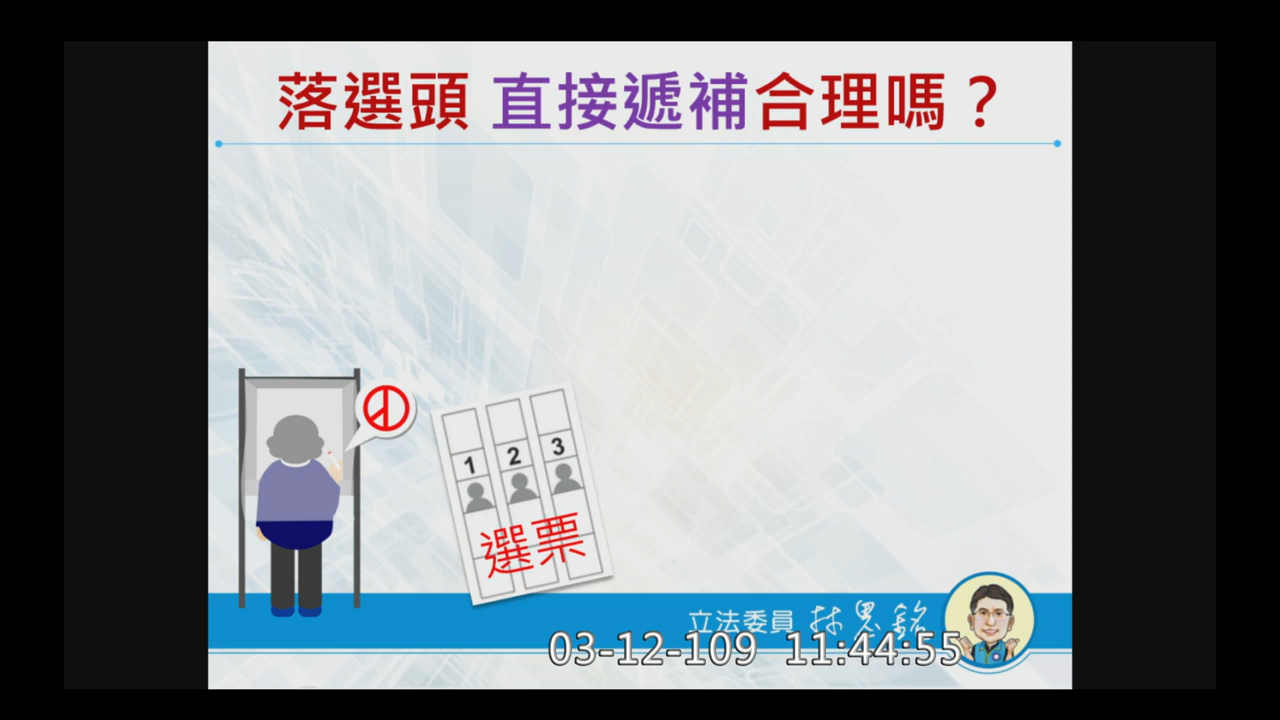 落選頭 直接遞補合理嗎？
1 2 3
選票
立法委員 林思銘
03-12-109 11:44:55